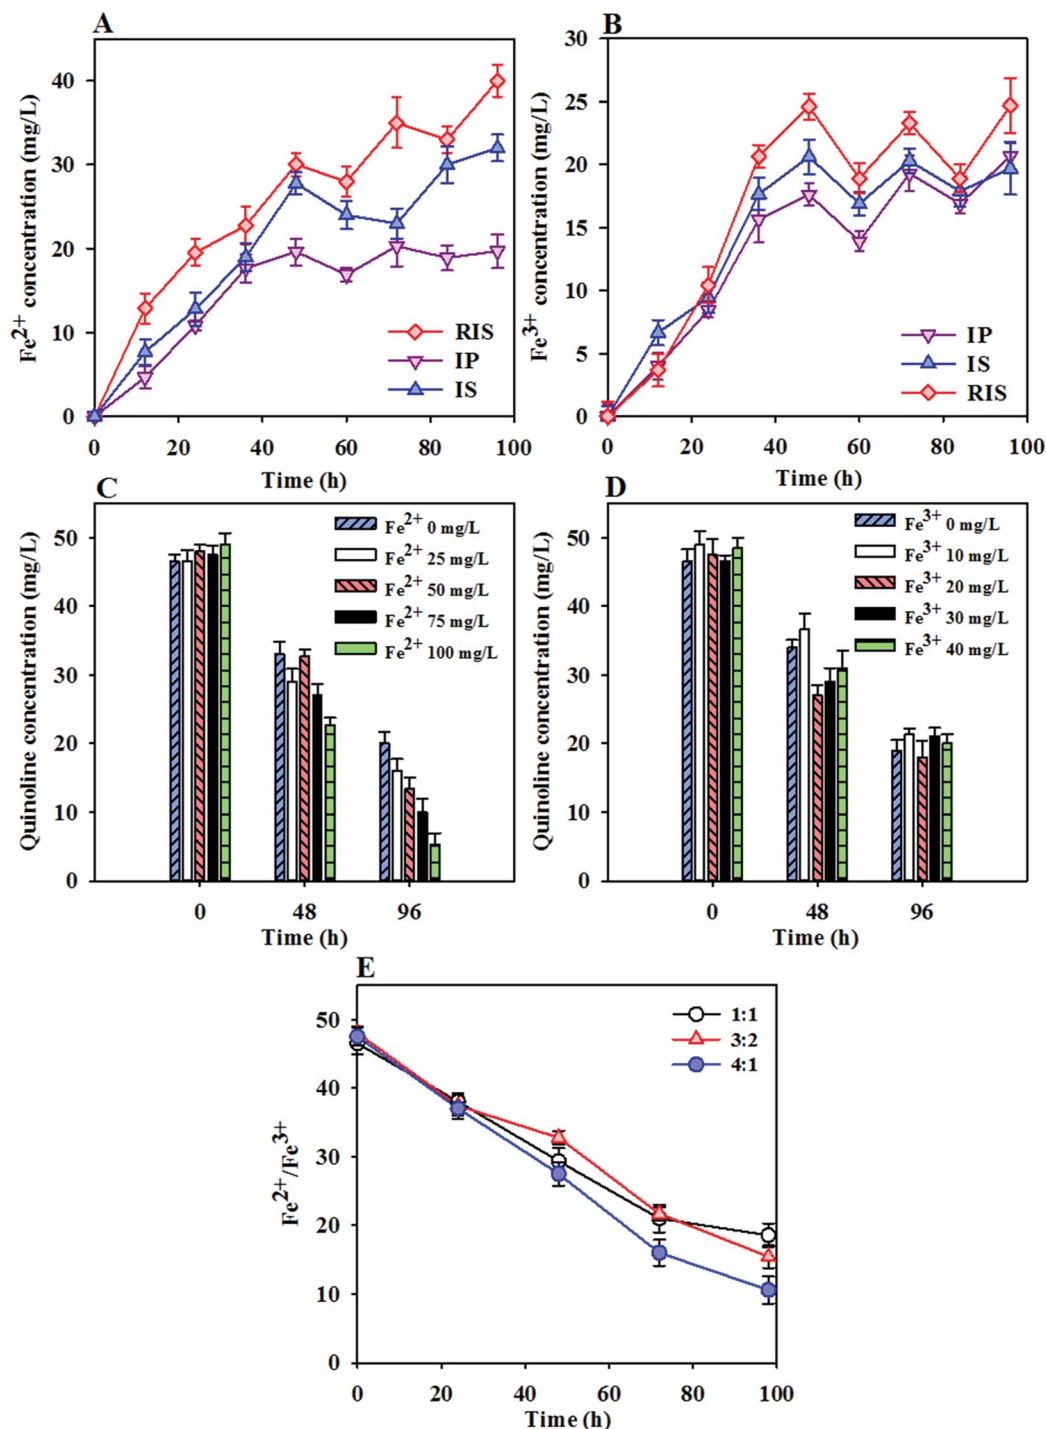 A
Fe2+ concentration (mg/L)
40
30
20
10
0
RIS
IP
IS
0 20 40 60 80 100
Time (h)
B
Fe3+ concentration (mg/L)
30
25
20
15
10
5
0
IP
IS
RIS
0 20 40 60 80 100
Time (h)
C
Quinoline concentration (mg/L)
50
40
30
20
10
0
Fe2+ 0 mg/L
Fe2+ 25 mg/L
Fe2+ 50 mg/L
Fe2+ 75 mg/L
Fe2+ 100 mg/L
0 48 96
Time (h)
D
Quinoline concentration (mg/L)
50
40
30
20
10
0
Fe3+ 0 mg/L
Fe3+ 10 mg/L
Fe3+ 20 mg/L
Fe3+ 30 mg/L
Fe3+ 40 mg/L
0 48 96
Time (h)
E
Fe2+/Fe3+
50
40
30
20
10
0
1:1
3:2
4:1
0 20 40 60 80 100
Time (h)